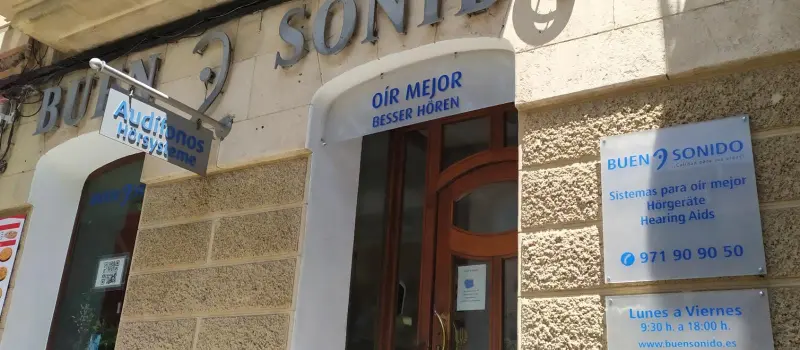 BUEN SONIDO
Audífonos
Hörsysteme
OÍR MEJOR
BESSER HÖREN
BUEN SONIDO
Sistemas para oír mejor
Hörgeräte
Hearing Aids
971 90 90 50
Lunes a Viernes
9:30 h. a 18:00 h.
www.buensonido.es